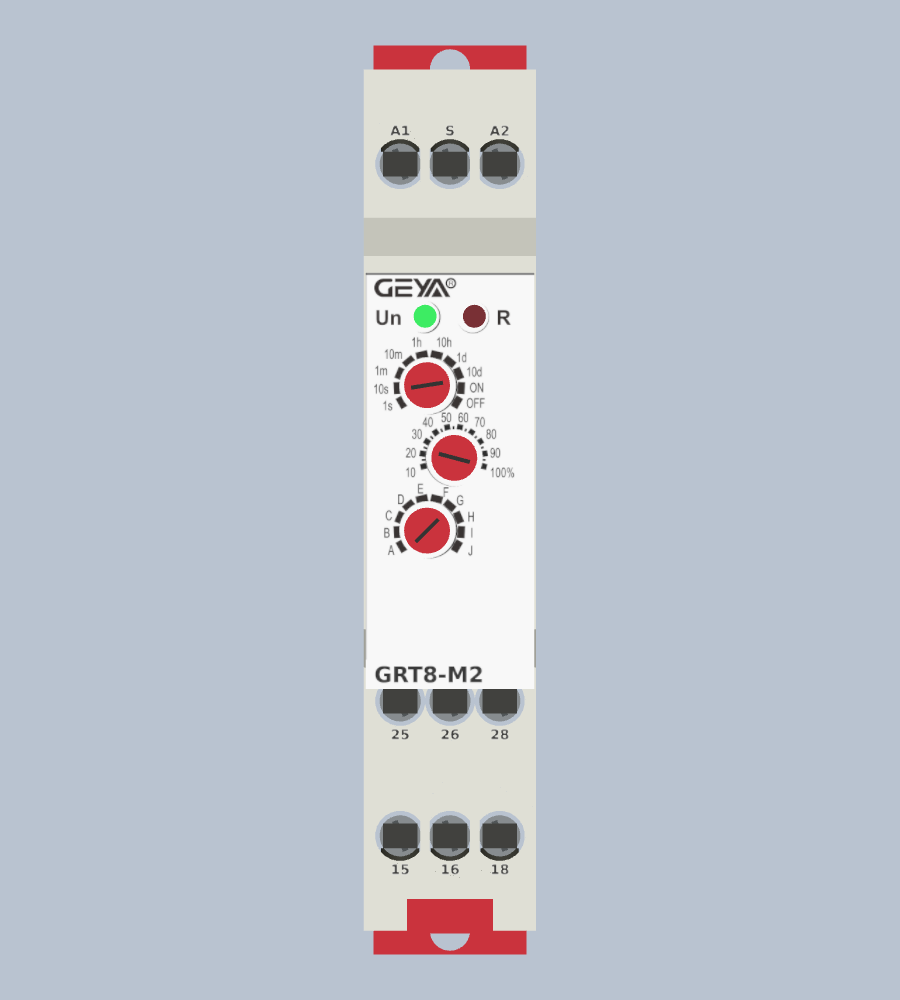 A1 S A2
GEYA®
Un R
1h 10h
10m 1d
1m 10d
10s ON
1s OFF
50 60
40 70
30 80
20 90
10 100%
E F
D G
C H
B I
A J
GRT8-M2
25 26 28
15 16 18